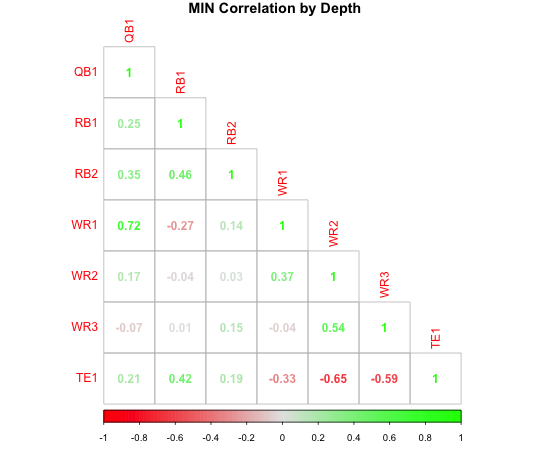 MIN Correlation by Depth
QB1
QB1 1 RB1
RB1 0.25 1 RB2
RB2 0.35 0.46 1 WR1
WR1 0.72 -0.27 0.14 1 WR2
WR2 0.17 -0.04 0.03 0.37 1 WR3
WR3 -0.07 0.01 0.15 -0.04 0.54 1 TE1
TE1 0.21 0.42 0.19 -0.33 -0.65 -0.59 1
-1 -0.8 -0.6 -0.4 -0.2 0 0.2 0.4 0.6 0.8 1